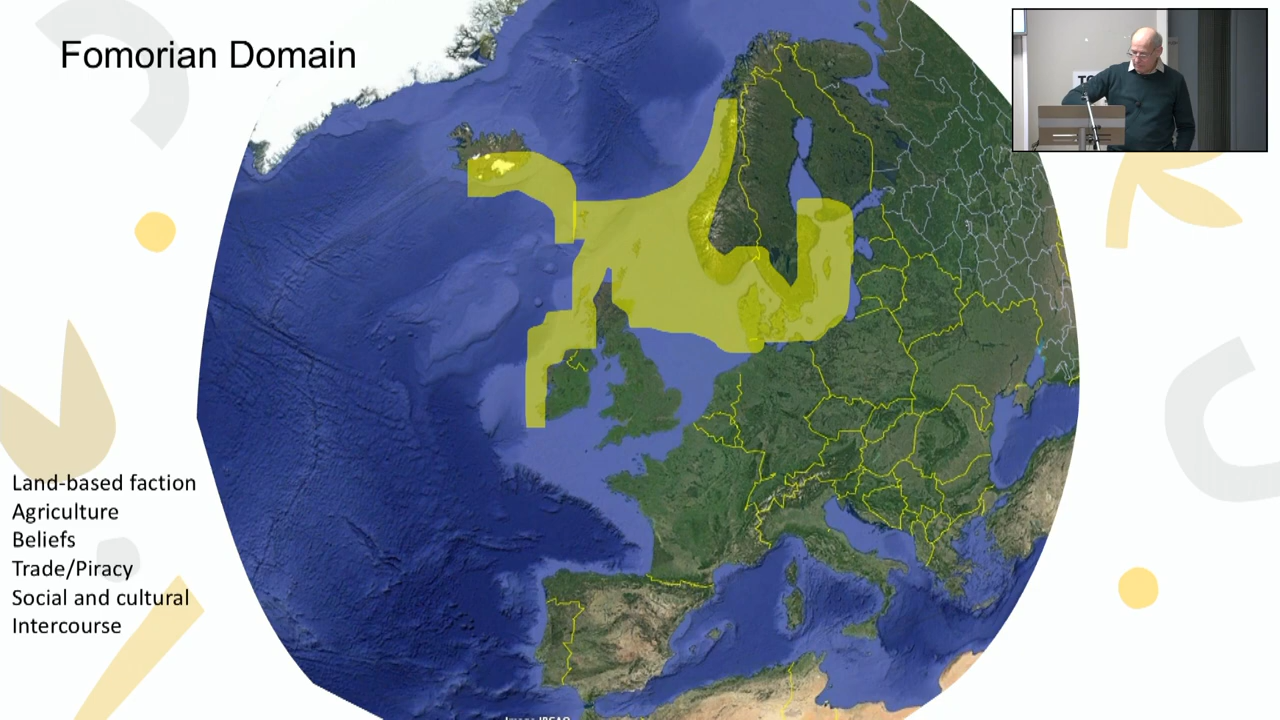 Fomorian Domain
Land-based faction
Agriculture
Beliefs
Trade/Piracy
Social and cultural
Intercourse